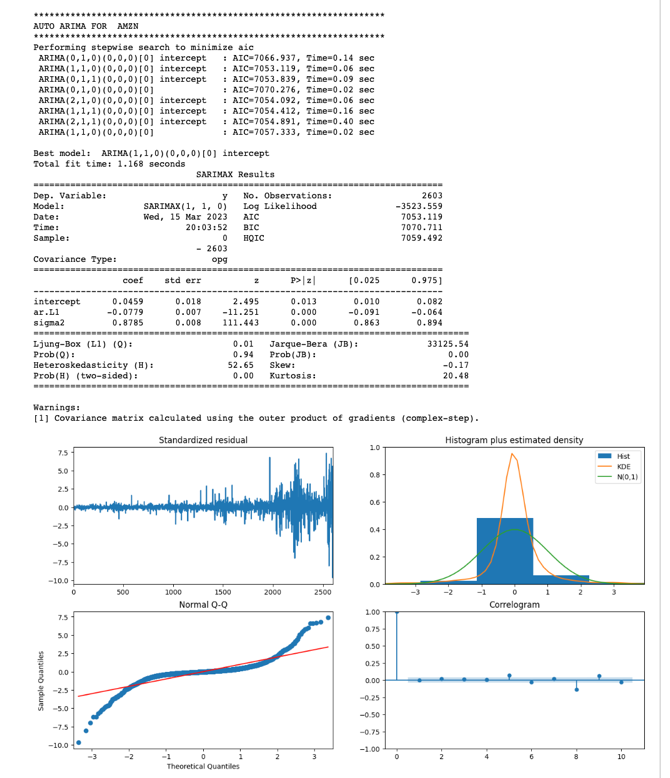 ********************************************************************
AUTO ARIMA FOR  AMZN
********************************************************************
Performing stepwise search to minimize aic
 ARIMA(0,1,0)(0,0,0)[0] intercept   : AIC=7066.937, Time=0.14 sec
 ARIMA(1,1,0)(0,0,0)[0] intercept   : AIC=7053.119, Time=0.06 sec
 ARIMA(0,1,1)(0,0,0)[0] intercept   : AIC=7053.839, Time=0.09 sec
 ARIMA(0,1,0)(0,0,0)[0]             : AIC=7070.276, Time=0.02 sec
 ARIMA(2,1,0)(0,0,0)[0] intercept   : AIC=7054.092, Time=0.06 sec
 ARIMA(1,1,1)(0,0,0)[0] intercept   : AIC=7054.412, Time=0.16 sec
 ARIMA(2,1,1)(0,0,0)[0] intercept   : AIC=7054.891, Time=0.40 sec
 ARIMA(1,1,0)(0,0,0)[0]             : AIC=7057.333, Time=0.02 sec
Best model:  ARIMA(1,1,0)(0,0,0)[0] intercept
Total fit time: 1.168 seconds
SARIMAX Results
==============================================================================
Dep. Variable: y No. Observations: 2603
Model: SARIMAX(1, 1, 0) Log Likelihood -3523.559
Date: Wed, 15 Mar 2023 AIC 7053.119
Time: 20:03:52 BIC 7070.711
Sample: 0 HQIC 7059.492
- 2603
Covariance Type: opg
==============================================================================
coef std err z P>|z| [0.025 0.975]
------------------------------------------------------------------------------
intercept 0.0459 0.018 2.495 0.013 0.010 0.082
ar.L1 -0.0779 0.007 -11.251 0.000 -0.091 -0.064
sigma2 0.8785 0.008 111.443 0.000 0.863 0.894
===================================================================================
Ljung-Box (L1) (Q): 0.01 Jarque-Bera (JB): 33125.54
Prob(Q): 0.94 Prob(JB): 0.00
Heteroskedasticity (H): 52.65 Skew: -0.17
Prob(H) (two-sided): 0.00 Kurtosis: 20.48
===================================================================================
Warnings:
[1] Covariance matrix calculated using the outer product of gradients (complex-step).
Standardized residual
7.5
5.0
2.5
0.0
−2.5
−5.0
−7.5
−10.0
0 500 1000 1500 2000 2500
Histogram plus estimated density
Hist
KDE
N(0,1)
1.0
0.8
0.6
0.4
0.2
0.0
−3 −2 −1 0 1 2 3
Normal Q-Q
Sample Quantiles
7.5
5.0
2.5
0.0
−2.5
−5.0
−7.5
−10.0
−3 −2 −1 0 1 2 3
Theoretical Quantiles
Correlogram
1.00
0.75
0.50
0.25
0.00
−0.25
−0.50
−0.75
−1.00
0 2 4 6 8 10